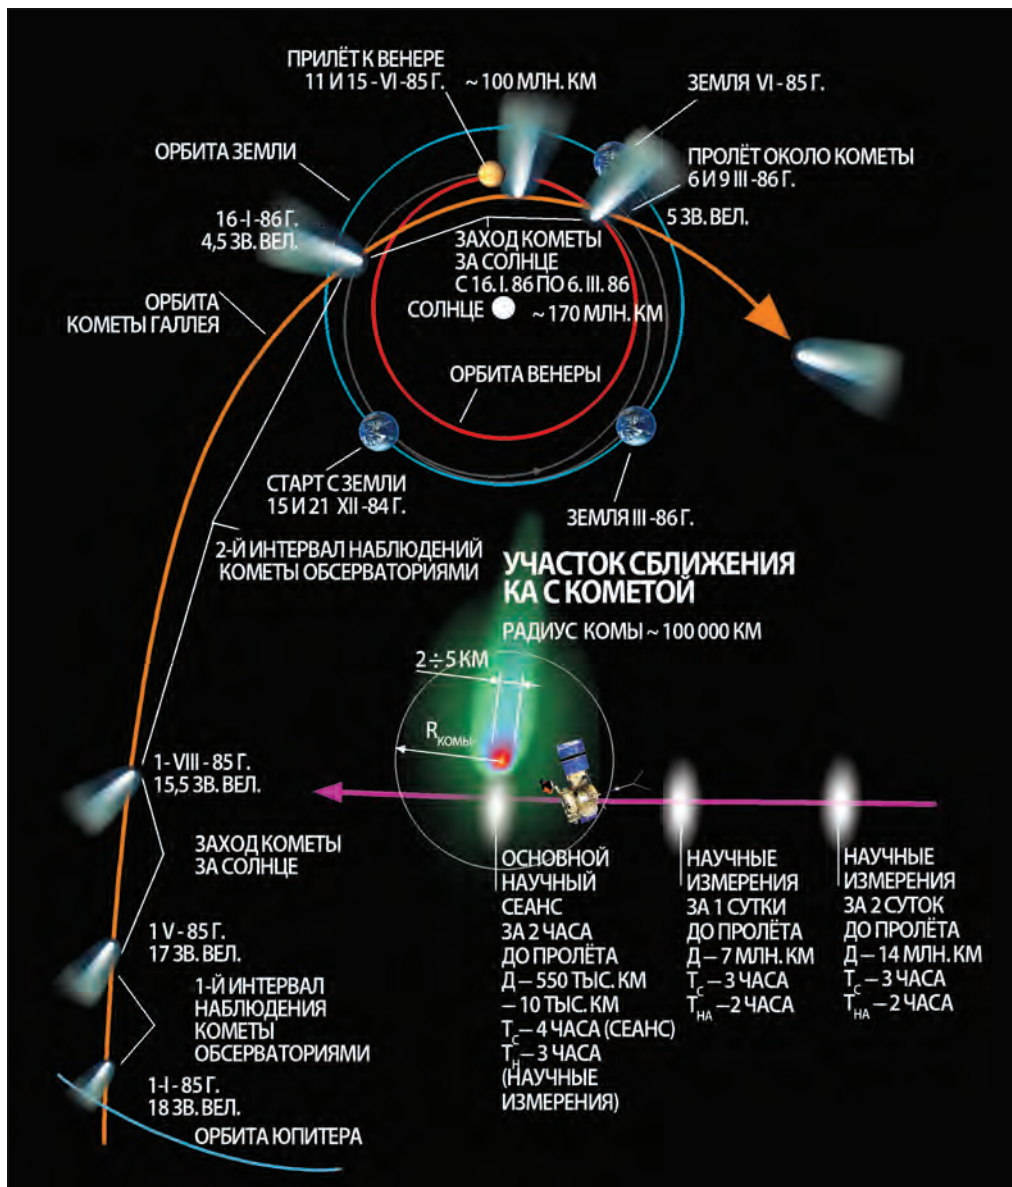 ПРИЛЁТ К ВЕНЕРЕ
11 И 15 - VI -85 Г.
~ 100 МЛН. КМ
ЗЕМЛЯ VI - 85 Г.
ОРБИТА ЗЕМЛИ
ПРОЛЁТ ОКОЛО КОМЕТЫ
6 И 9 III -86 Г.
5 ЗВ. ВЕЛ.
16 -I -86 Г.
4,5 ЗВ. ВЕЛ.
ЗАХОД КОМЕТЫ
ЗА СОЛНЦЕ
С 16. I. 86 ПО 6. III. 86
СОЛНЦЕ
~ 170 МЛН. КМ
ОРБИТА
КОМЕТЫ ГАЛЛЕЯ
ОРБИТА ВЕНЕРЫ
СТАРТ С ЗЕМЛИ
15 И 21 XII -84 Г.
ЗЕМЛЯ III -86 Г.
2-Й ИНТЕРВАЛ НАБЛЮДЕНИЙ
КОМЕТЫ ОБСЕРВАТОРИЯМИ
УЧАСТОК СБЛИЖЕНИЯ
КА С КОМЕТОЙ
РАДИУС КОМЫ ~ 100 000 КМ
2 ÷ 5 КМ
R КОМЫ
1 - VIII - 85 Г.
15,5 ЗВ. ВЕЛ.
ЗАХОД КОМЕТЫ
ЗА СОЛНЦЕ
1 V - 85 Г.
17 ЗВ. ВЕЛ.
1-Й ИНТЕРВАЛ
НАБЛЮДЕНИЯ
КОМЕТЫ
ОБСЕРВАТОРИЯМИ
1-I - 85 Г.
18 ЗВ. ВЕЛ.
ОРБИТА ЮПИТЕРА
ОСНОВНОЙ
НАУЧНЫЙ
СЕАНС
ЗА 2 ЧАСА
ДО ПРОЛЁТА
Д — 550 ТЫС. КМ
— 10 ТЫС. КМ
Tс — 4 ЧАСА (СЕАНС)
Tн — 3 ЧАСА
(НАУЧНЫЕ
ИЗМЕРЕНИЯ)
НАУЧНЫЕ
ИЗМЕРЕНИЯ
ЗА 1 СУТКИ
ДО ПРОЛЁТА
Д — 7 МЛН. КМ
Tс — 3 ЧАСА
Tна — 2 ЧАСА
НАУЧНЫЕ
ИЗМЕРЕНИЯ
ЗА 2 СУТОК
ДО ПРОЛЁТА
Д — 14 МЛН. КМ
Tс — 3 ЧАСА
Tна — 2 ЧАСА